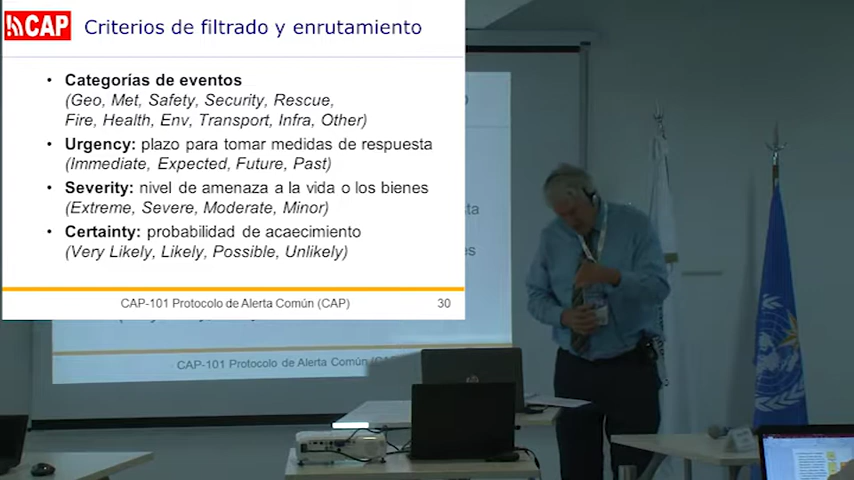 CAP
Criterios de filtrado y enrutamiento
• Categorías de eventos
(Geo, Met, Safety, Security, Rescue,
Fire, Health, Env, Transport, Infra, Other)
• Urgency: plazo para tomar medidas de respuesta
(Immediate, Expected, Future, Past)
• Severity: nivel de amenaza a la vida o los bienes
(Extreme, Severe, Moderate, Minor)
• Certainty: probabilidad de acaecimiento
(Very Likely, Likely, Possible, Unlikely)
CAP-101 Protocolo de Alerta Común (CAP)
30
CAP-101 Protocolo de Alerta Común (